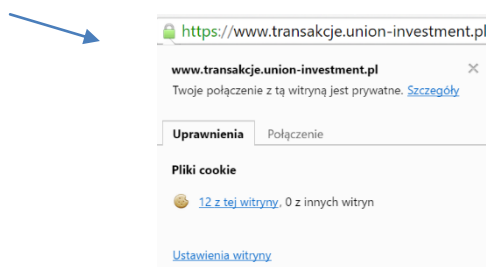 https://www.transakcje.union-investment.pl
www.transakcje.union-investment.pl
Twoje połączenie z tą witryną jest prywatne. Szczegóły
Uprawnienia Połączenie
Pliki cookie
12 z tej witryny, 0 z innych witryn
Ustawienia witryny